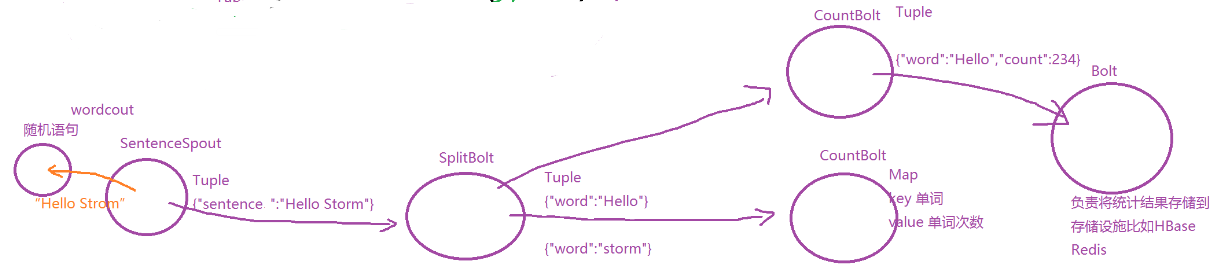 wordcout
随机语句
"Hello Strom"
SentenceSpout
Tuple
{"sentence ":"Hello Storm"}
SplitBolt
Tuple
{"word":"Hello"}
{"word":"storm"}
CountBolt
Tuple
{"word":"Hello","count":234}
CountBolt
Map
key 单词
value 单词次数
Bolt
负责将统计结果存储到
存储设施比如HBase
Redis